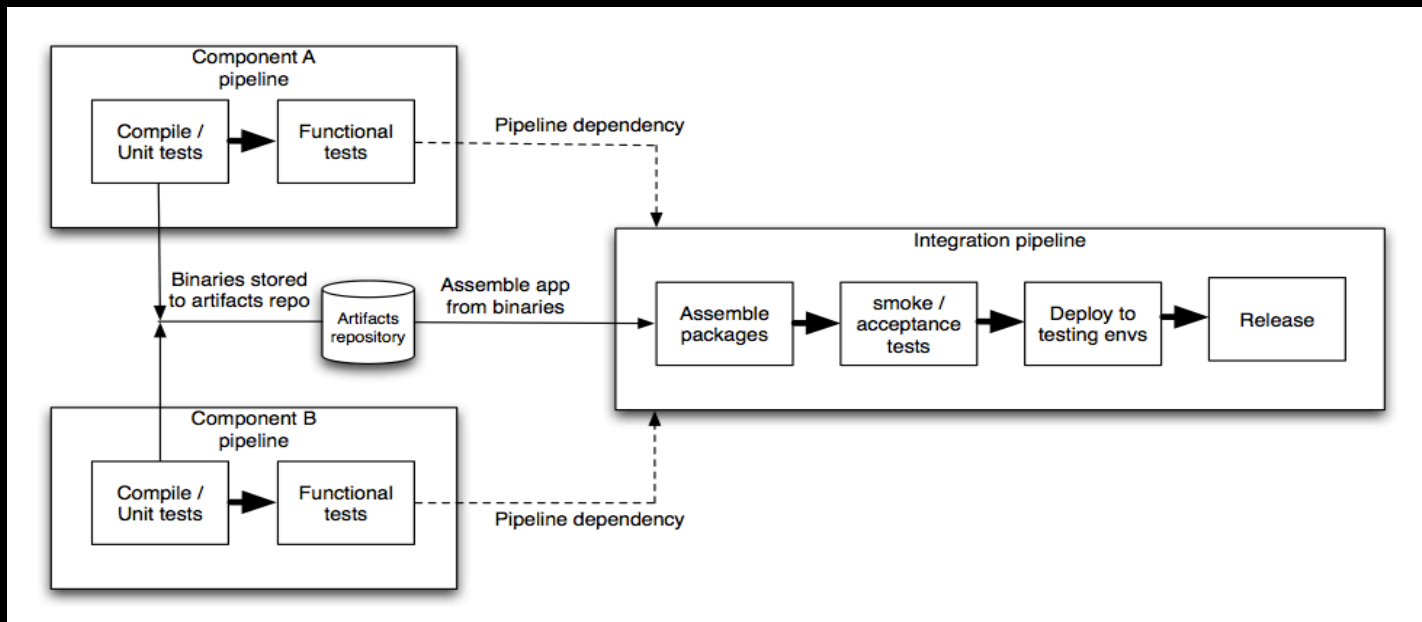 Component A
pipeline
Compile /
Unit tests
Functional
tests
Pipeline dependency
Binaries stored
to artifacts repo
Artifacts
repository
Assemble app
from binaries
Integration pipeline
Assemble
packages
smoke /
acceptance
tests
Deploy to
testing envs
Release
Component B
pipeline
Compile /
Unit tests
Functional
tests
Pipeline dependency